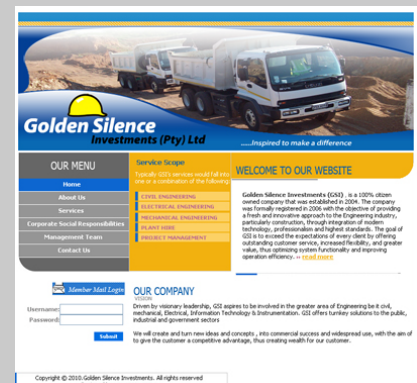 Golden Silence
Investments (Pty) Ltd
.....Inspired to make a difference
OUR MENU
Home
About Us
Services
Corporate Social Responsibilities
Management Team
Contact Us
Service Scope
Typically GSI's services would fall into
one or a combination of the following
CIVIL ENGINEERING
ELECTRICAL ENGINEERING
MECHANICAL ENGINEERING
PLANT HIRE
PROJECT MANAGEMENT
WELCOME TO OUR WEBSITE
Golden Silence Investments (GSI) , is a 100% citizen
owned company that was established in 2004. The company
was formally registered in 2006 with the objective of providing
a fresh and innovative approach to the Engineering industry,
particularly construction, through integration of modern
technology, professionalism and highest standards. The goal of
GSI is to exceed the expectations of every client by offering
outstanding customer service, increased flexibility, and greater
value, thus optimizing system functionality and improving
operation efficiency. ›› read more
Member Mail Login
Username:
Password:
Submit
OUR COMPANY
VISION
Driven by visionary leadership, GSI aspires to be involved in the greater area of Engineering be it civil,
mechanical, Electrical, Information Technology & Instrumentation. GSI offers turnkey solutions to the public,
industrial and government sectors
We will create and turn new ideas and concepts , into commercial success and widespread use, with the aim of
to give the customer a competitive advantage, thus creating wealth for our customer.
Copyright © 2010.Golden Silence Investments. All rights reserved